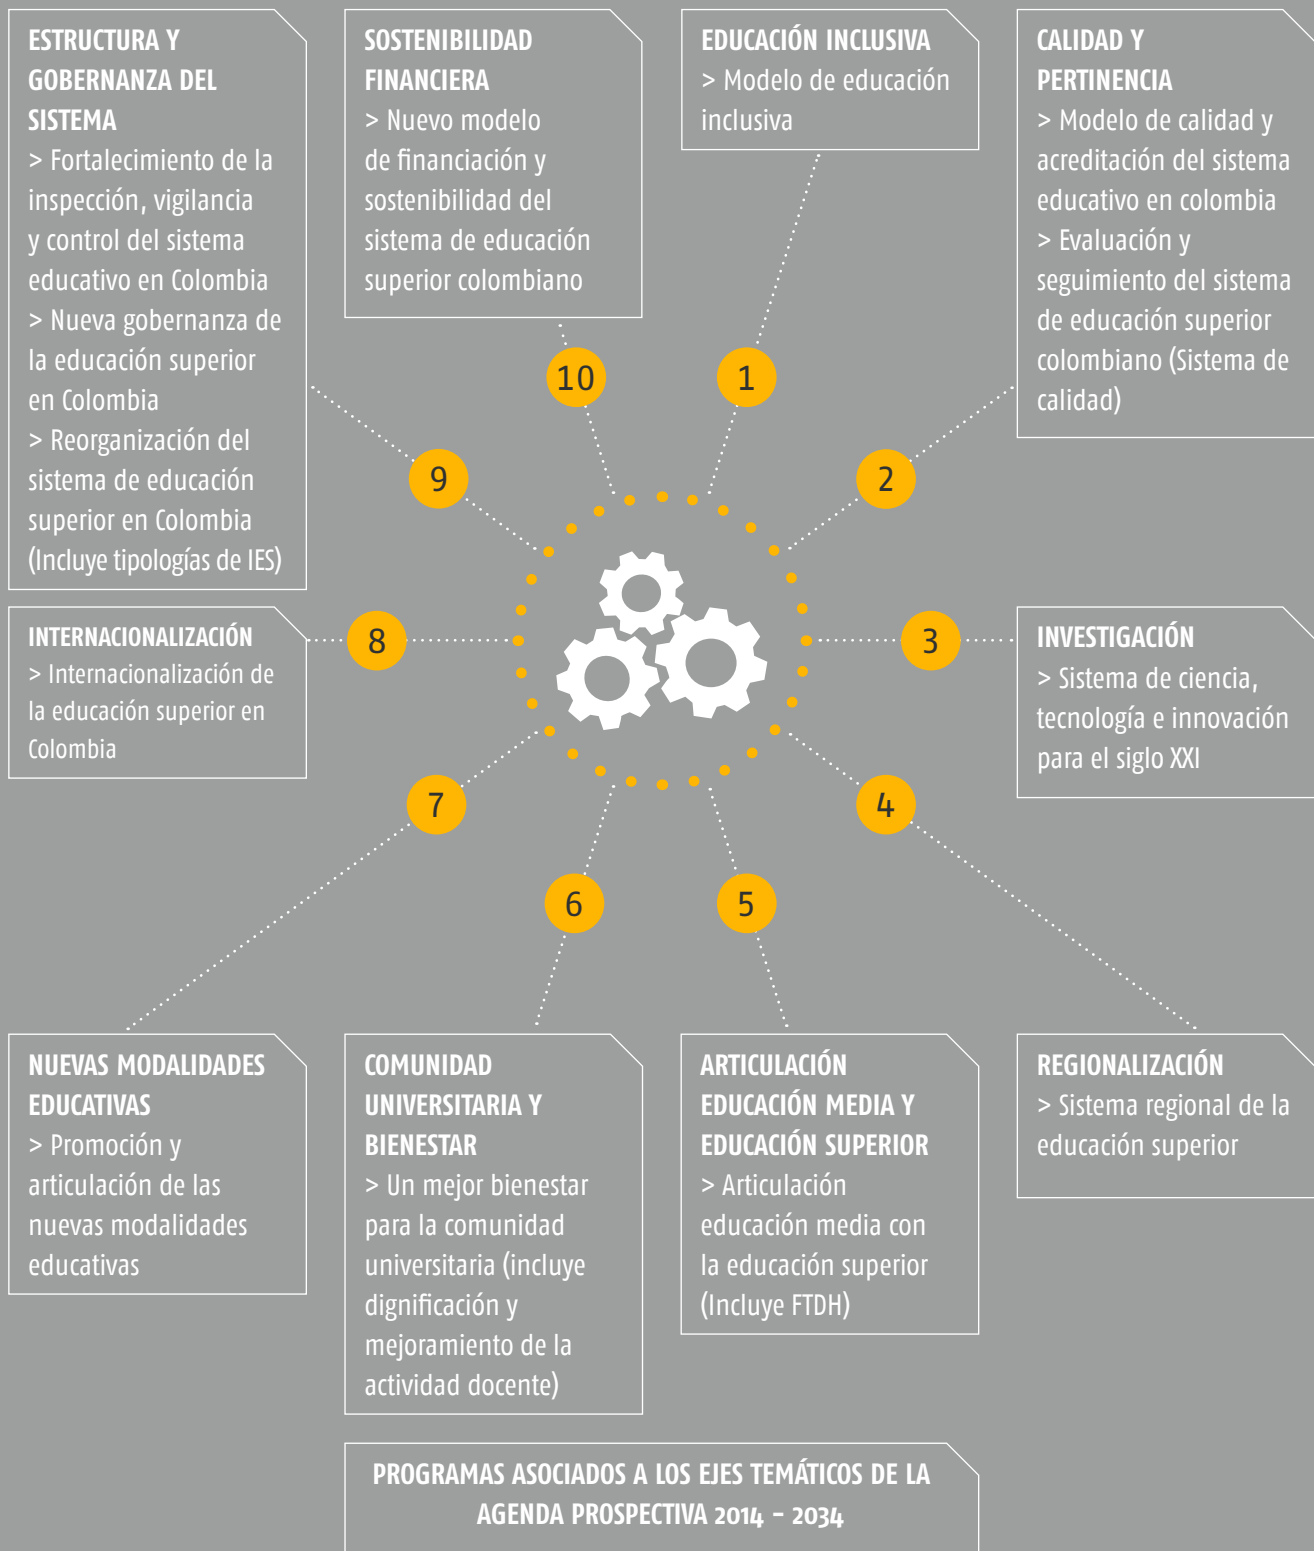 ESTRUCTURA Y
GOBERNANZA DEL
SISTEMA
> Fortalecimiento de la
inspección, vigilancia
y control del sistema
educativo en Colombia
> Nueva gobernanza de
la educación superior
en Colombia
> Reorganización del
sistema de educación
superior en Colombia
(Incluye tipologías de IES)
SOSTENIBILIDAD
FINANCIERA
> Nuevo modelo
de financiación y
sostenibilidad del
sistema de educación
superior colombiano
EDUCACIÓN INCLUSIVA
> Modelo de educación
inclusiva
CALIDAD Y
PERTINENCIA
> Modelo de calidad y
acreditación del sistema
educativo en colombia
> Evaluación y
seguimiento del sistema
de educación superior
colombiano (Sistema de
calidad)
10
1
9
2
INTERNACIONALIZACIÓN
> Internacionalización de
la educación superior en
Colombia
8
3
INVESTIGACIÓN
> Sistema de ciencia,
tecnología e innovación
para el siglo XXI
7
4
6
5
NUEVAS MODALIDADES
EDUCATIVAS
> Promoción y
articulación de las
nuevas modalidades
educativas
COMUNIDAD
UNIVERSITARIA Y
BIENESTAR
> Un mejor bienestar
para la comunidad
universitaria (incluye
dignificación y
mejoramiento de la
actividad docente)
ARTICULACIÓN
EDUCACIÓN MEDIA Y
EDUCACIÓN SUPERIOR
> Articulación
educación media con
la educación superior
(Incluye FTDH)
REGIONALIZACIÓN
> Sistema regional de la
educación superior
PROGRAMAS ASOCIADOS A LOS EJES TEMÁTICOS DE LA
AGENDA PROSPECTIVA 2014 – 2034